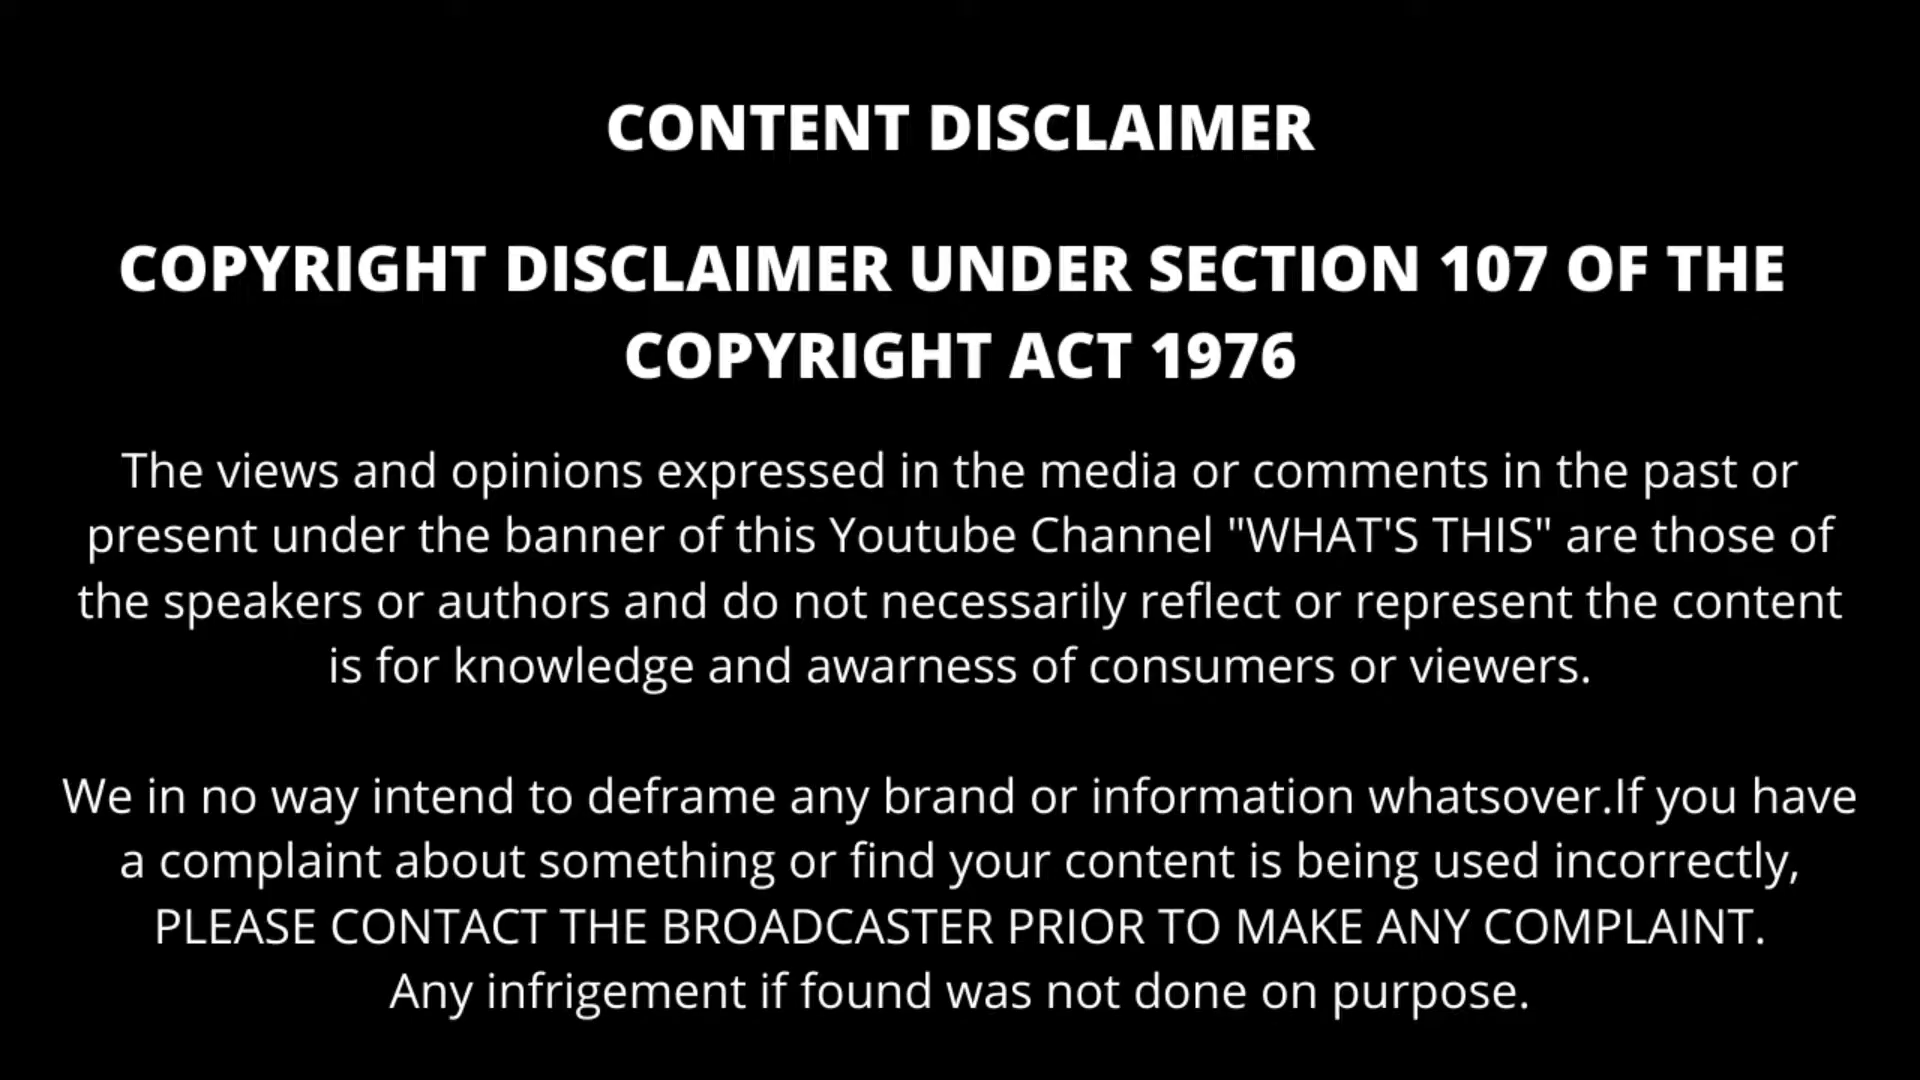 CONTENT DISCLAIMER
COPYRIGHT DISCLAIMER UNDER SECTION 107 OF THE
COPYRIGHT ACT 1976
The views and opinions expressed in the media or comments in the past or
present under the banner of this Youtube Channel "WHAT'S THIS" are those of
the speakers or authors and do not necessarily reflect or represent the content
is for knowledge and awarness of consumers or viewers.
We in no way intend to deframe any brand or information whatsover.If you have
a complaint about something or find your content is being used incorrectly,
PLEASE CONTACT THE BROADCASTER PRIOR TO MAKE ANY COMPLAINT.
Any infrigement if found was not done on purpose.